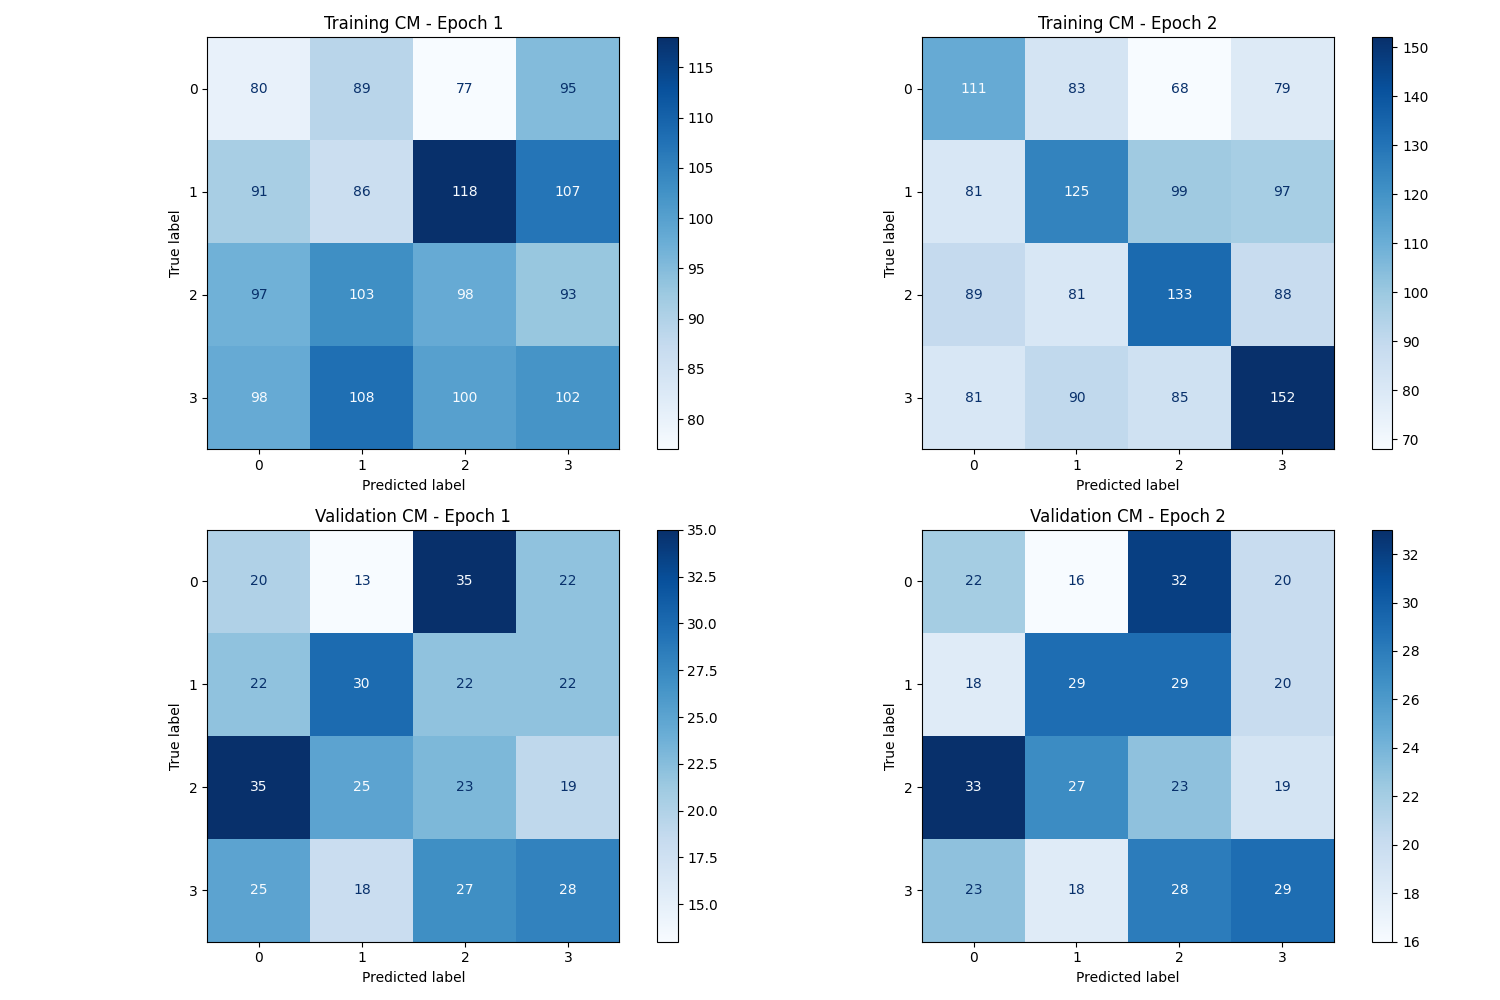 Training CM - Epoch 1
0 80 89 77 95
1 91 86 118 107
2 97 103 98 93
3 98 108 100 102
0 1 2 3
True label
Predicted label
115
110
105
100
95
90
85
80
Training CM - Epoch 2
0 111 83 68 79
1 81 125 99 97
2 89 81 133 88
3 81 90 85 152
0 1 2 3
True label
Predicted label
150
140
130
120
110
100
90
80
70
Validation CM - Epoch 1
0 20 13 35 22
1 22 30 22 22
2 35 25 23 19
3 25 18 27 28
0 1 2 3
True label
Predicted label
35.0
32.5
30.0
27.5
25.0
22.5
20.0
17.5
15.0
Validation CM - Epoch 2
0 22 16 32 20
1 18 29 29 20
2 33 27 23 19
3 23 18 28 29
0 1 2 3
True label
Predicted label
32
30
28
26
24
22
20
18
16